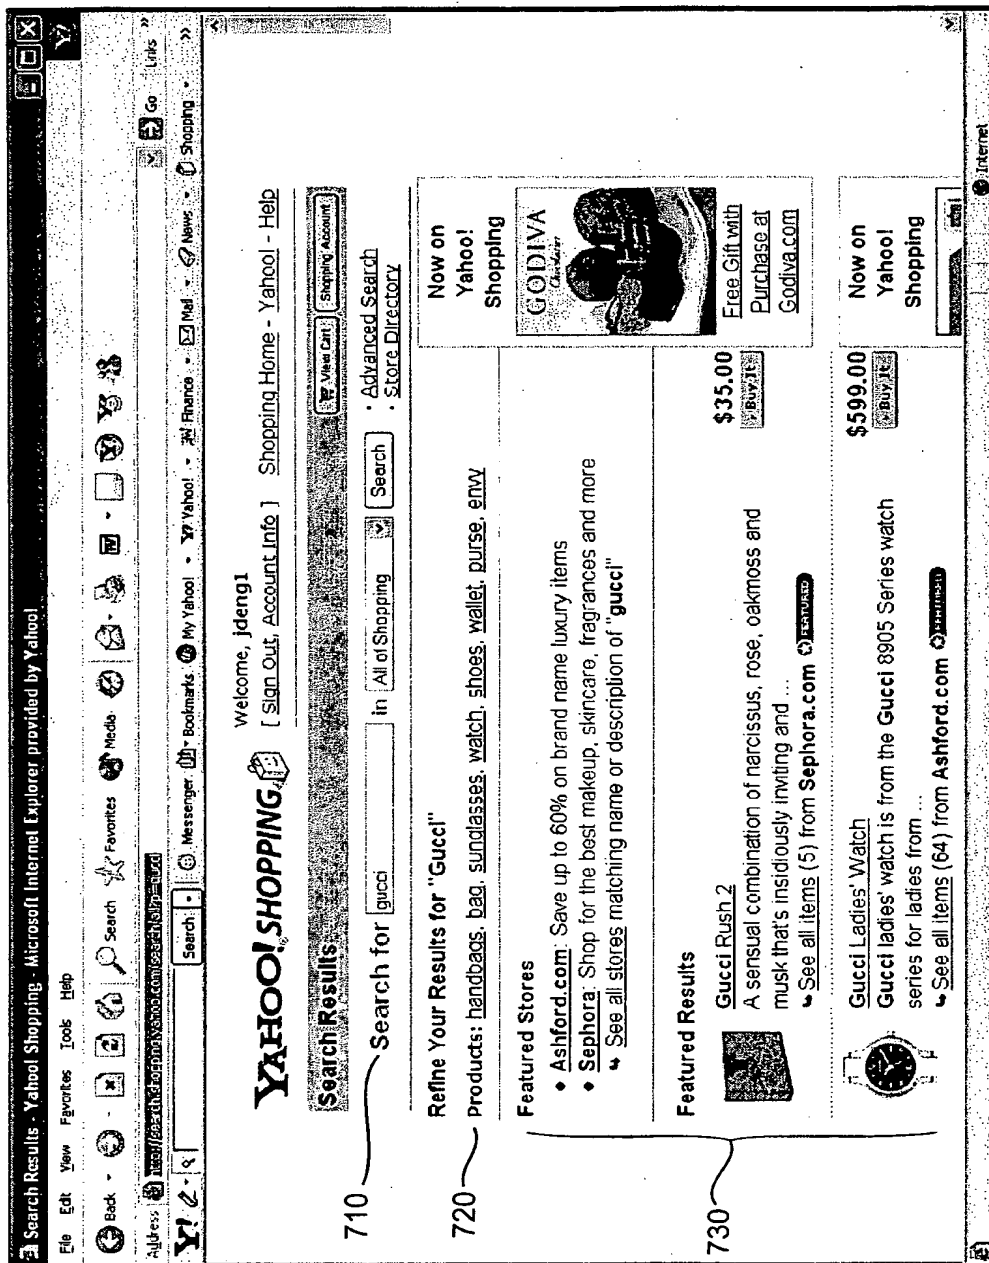 Search Results - Yahoo! Shopping - Microsoft Internet Explorer provided by Yahoo!
File Edit View Favorites Tools Help
Back Search Favorites Media
Address Go Links
Y! Search Messenger Bookmarks My Yahoo! Yahoo! Finance Mail News Shopping
YAHOO! SHOPPING
Welcome, jdeng1
[ Sign Out, Account Info ] Shopping Home - Yahoo! - Help
Search Results View Cart Shopping Account
710 Search for gucci in All of Shopping Search
· Advanced Search
· Store Directory
Refine Your Results for "Gucci"
720 Products: handbags, bag, sunglasses, watch, shoes, wallet, purse, envy
730
Featured Stores
• Ashford.com: Save up to 60% on brand name luxury items
• Sephora: Shop for the best makeup, skincare, fragrances and more
See all stores matching name or description of "gucci"
Featured Results
Gucci Rush 2 $35.00
A sensual combination of narcissus, rose, oakmoss and Buy It
musk that's insidiously inviting and ...
See all items (5) from Sephora.com FEATURED
Gucci Ladies' Watch $599.00
Gucci ladies' watch is from the Gucci 8905 Series watch Buy It
series for ladies from ...
See all items (64) from Ashford.com FEATURED
Now on
Yahoo!
Shopping
GODIVA
Chocolatier
Free Gift with
Purchase at
Godiva.com
Now on
Yahoo!
Shopping
Internet